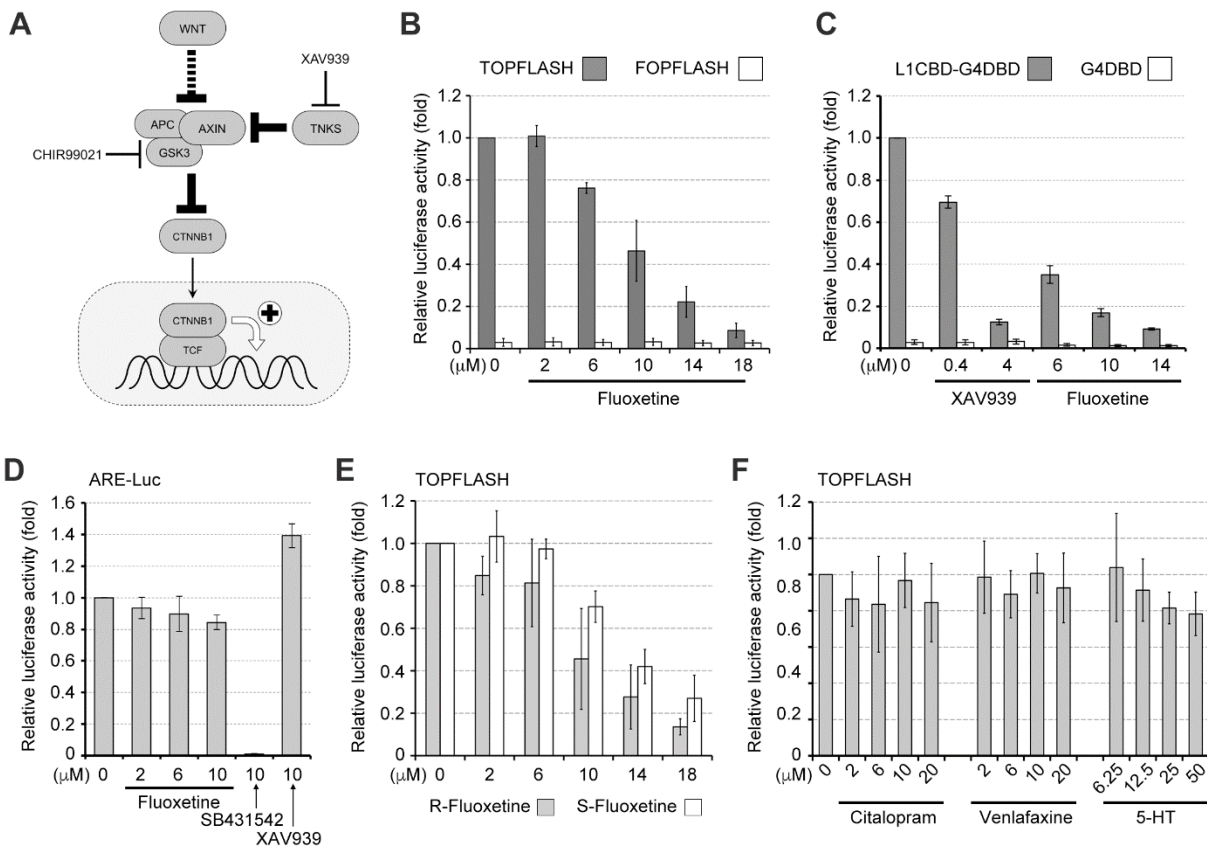 A
WNT
XAV939
APC
AXIN
TNKS
GSK3
CHIR99021
CTNNB1
CTNNB1
TCF
B
TOPFLASH FOPFLASH
Relative luciferase activity (fold)
1.2
1.0
0.8
0.6
0.4
0.2
0
(μM) 0 2 6 10 14 18
Fluoxetine
C
L1CBD-G4DBD G4DBD
Relative luciferase activity (fold)
1.2
1.0
0.8
0.6
0.4
0.2
0
(μM) 0 0.4 4 6 10 14
XAV939 Fluoxetine
D
ARE-Luc
Relative luciferase activity (fold)
1.6
1.4
1.2
1.0
0.8
0.6
0.4
0.2
0
(μM) 0 2 6 10 10 10
Fluoxetine
SB431542
XAV939
E
TOPFLASH
Relative luciferase activity (fold)
1.2
1.0
0.8
0.6
0.4
0.2
0
(μM) 0 2 6 10 14 18
R-Fluoxetine S-Fluoxetine
F
TOPFLASH
Relative luciferase activity (fold)
1.2
1.0
0.8
0.6
0.4
0.2
0
(μM) 0 2 6 10 20 2 6 10 20 6.25 12.5 25 50
Citalopram Venlafaxine 5-HT